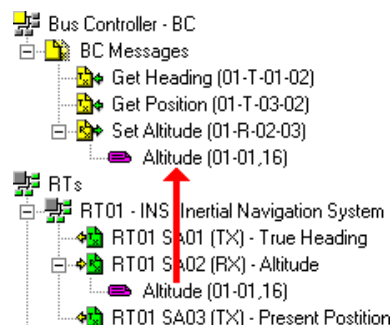 Bus Controller - BC
BC Messages
Get Heading (01-T-01-02)
Get Position (01-T-03-02)
Set Altitude (01-R-02-03)
Altitude (01-01,16)
RTs
RT01 - INS Inertial Navigation System
RT01 SA01 (TX) - True Heading
RT01 SA02 (RX) - Altitude
Altitude (01-01,16)
RT01 SA03 (TX) - Present Postition